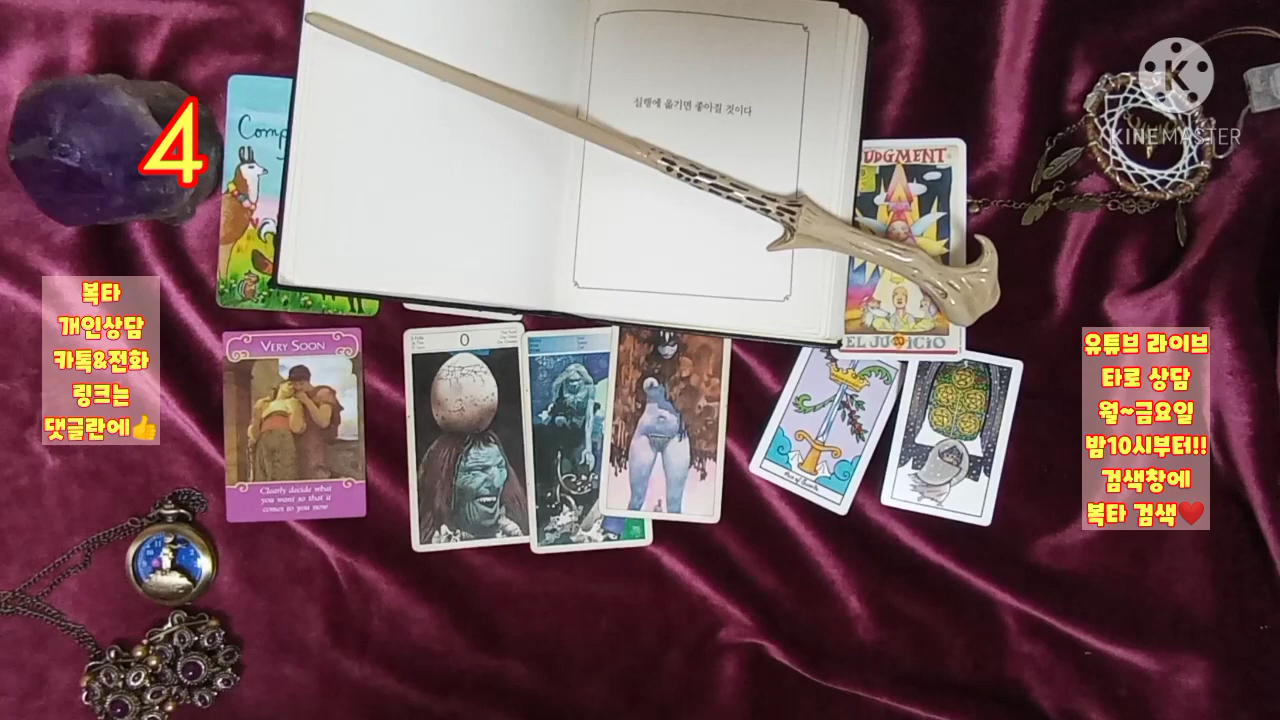 4
Comp
실행에 옮기면 좋아질 것이다
K
KINEMASTER
JUDGMENT
EL JUICIO
복타
개인상담
카톡&전화
링크는
댓글란에👍
VERY SOON
Clearly decide what
you want so that it
comes to you now
0
Ace of Swords
유튜브 라이브
타로 상담
월~금요일
밤10시부터!!
검색창에
복타 검색❤️